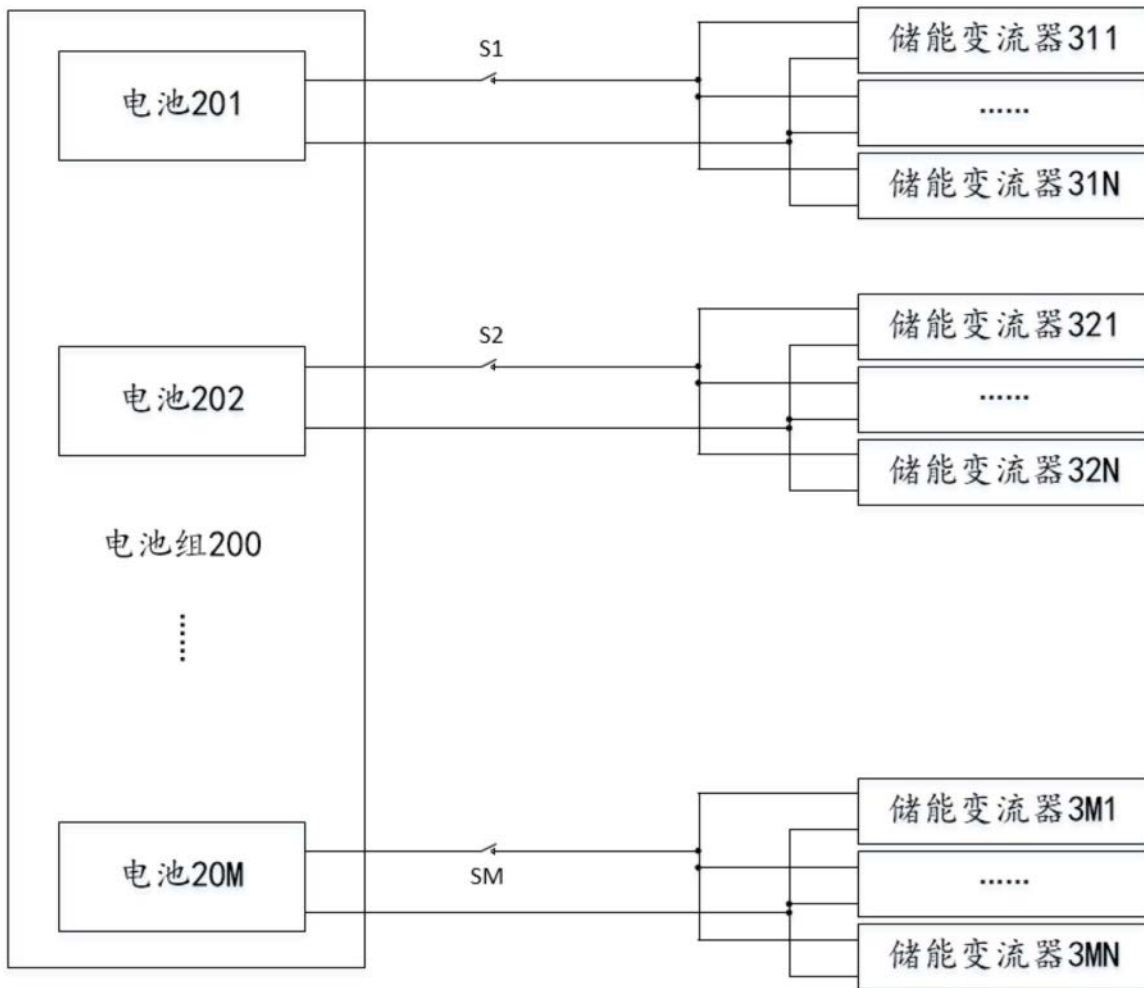 储能变流器311
S1
电池201
……
储能变流器31N
储能变流器321
S2
电池202
……
储能变流器32N
电池组200
……
储能变流器3M1
电池20M
SM
……
储能变流器3MN